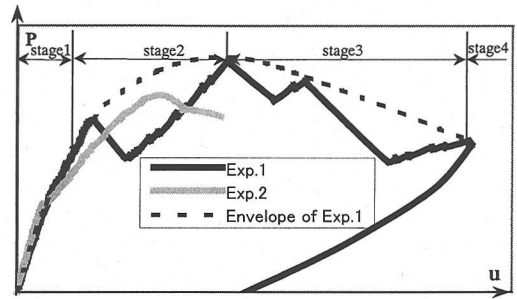 P
stage1
stage2
stage3
stage4
Exp.1
Exp.2
Envelope of Exp.1
u